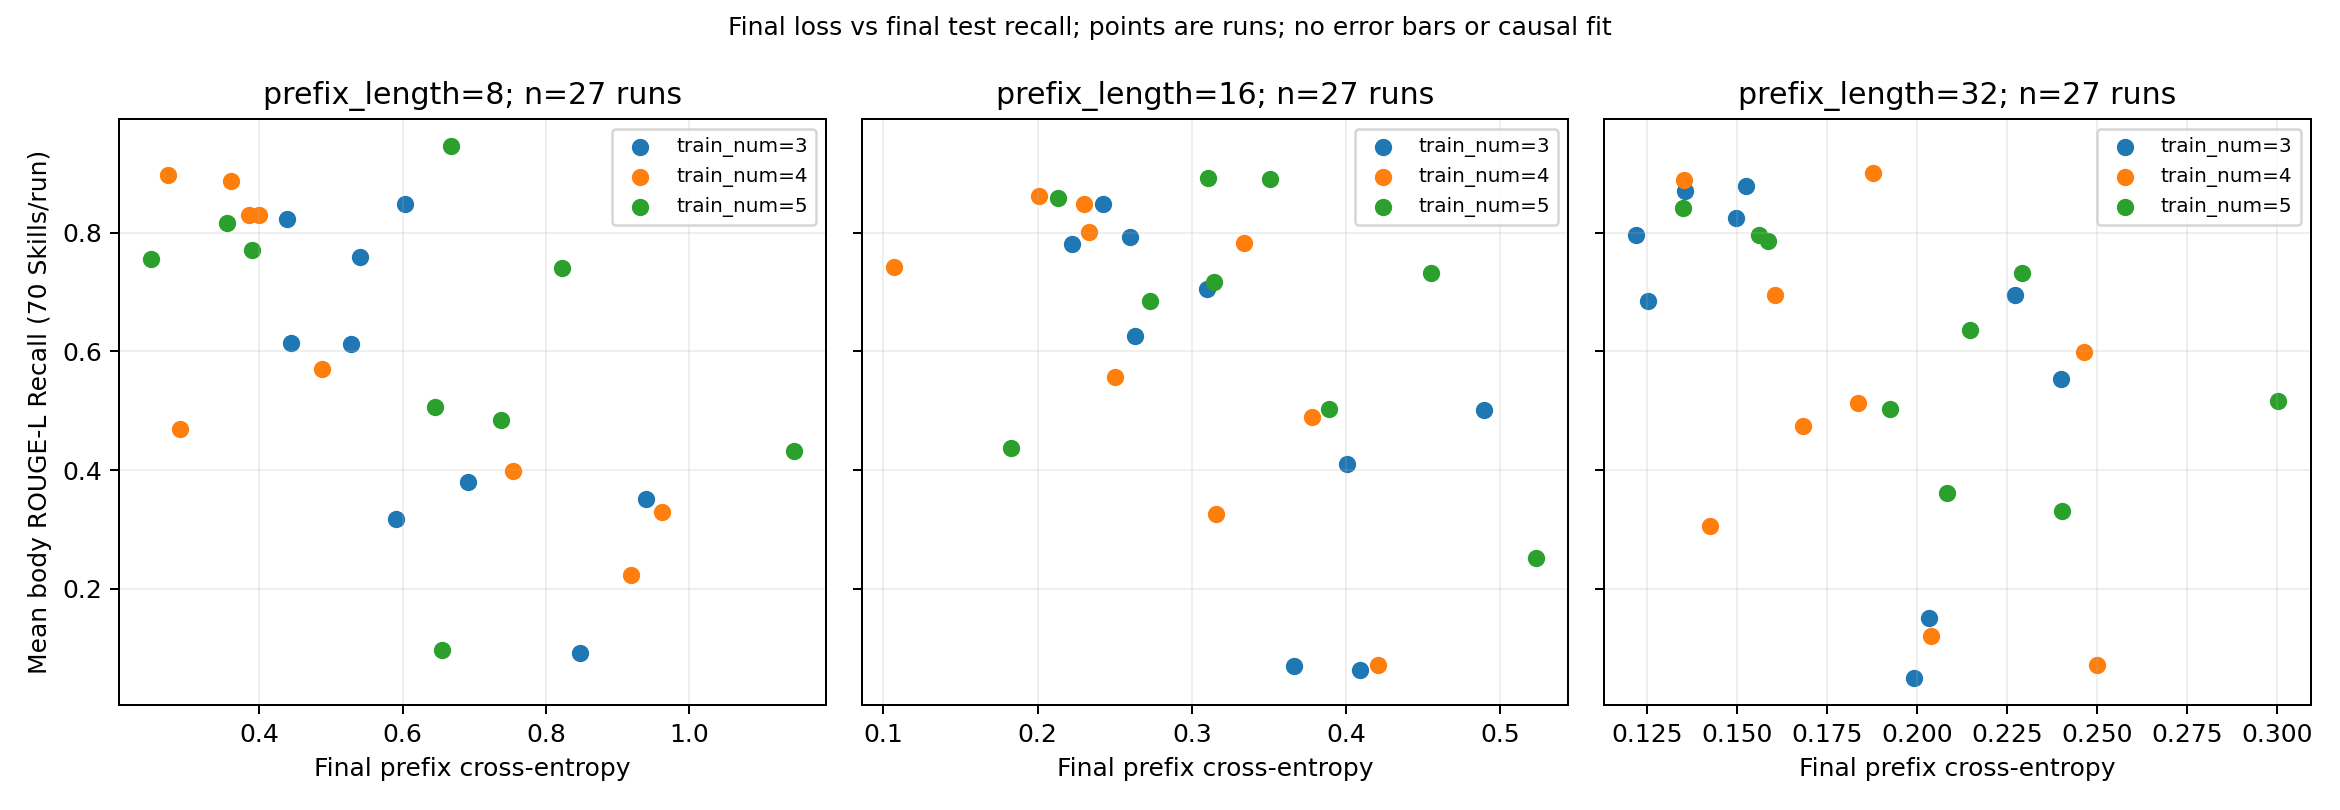 Final loss vs final test recall; points are runs; no error bars or causal fit
prefix_length=8; n=27 runs
prefix_length=16; n=27 runs
prefix_length=32; n=27 runs
Mean body ROUGE-L Recall (70 Skills/run)
0.8
0.6
0.4
0.2
train_num=3
train_num=4
train_num=5
train_num=3
train_num=4
train_num=5
train_num=3
train_num=4
train_num=5
0.4 0.6 0.8 1.0
0.1 0.2 0.3 0.4 0.5
0.125 0.150 0.175 0.200 0.225 0.250 0.275 0.300
Final prefix cross-entropy
Final prefix cross-entropy
Final prefix cross-entropy